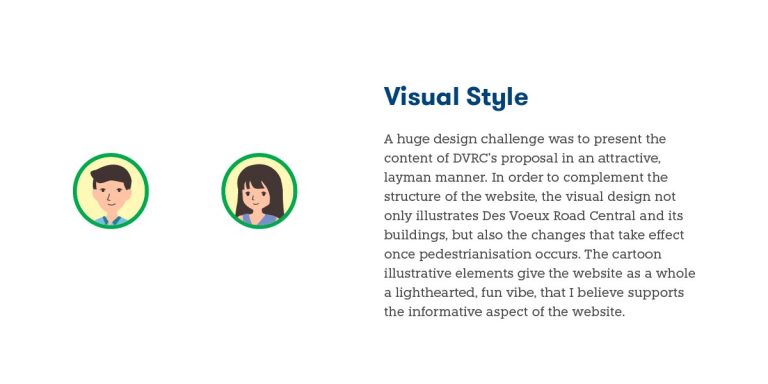 Visual Style
A huge design challenge was to present the
content of DVRC's proposal in an attractive,
layman manner. In order to complement the
structure of the website, the visual design not
only illustrates Des Voeux Road Central and its
buildings, but also the changes that take effect
once pedestrianisation occurs. The cartoon
illustrative elements give the website as a whole
a lighthearted, fun vibe, that I believe supports
the informative aspect of the website.